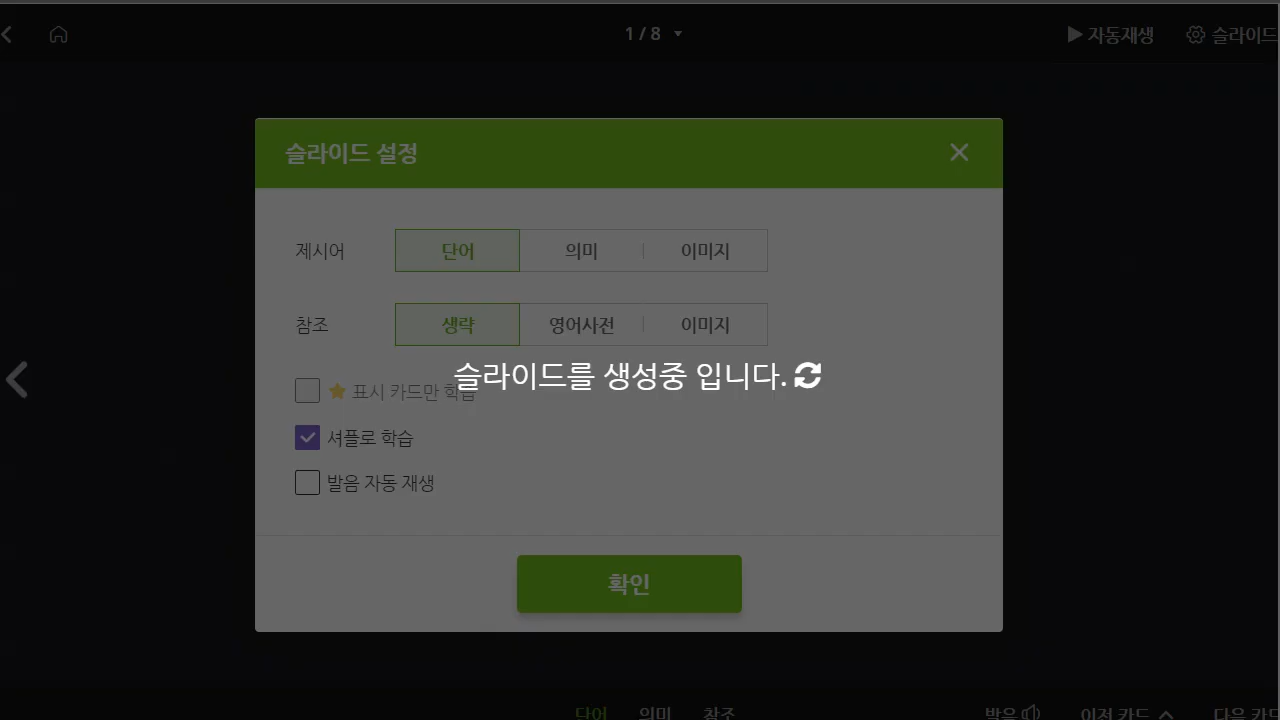 1 / 8
자동재생
슬라이드
슬라이드 설정
제시어
단어
의미
이미지
참조
생략
영어사전
이미지
슬라이드를 생성중 입니다.
표시 카드만 학습
셔플로 학습
발음 자동 재생
확인
단어
의미
참조
발음
이전 카드
다음 카드